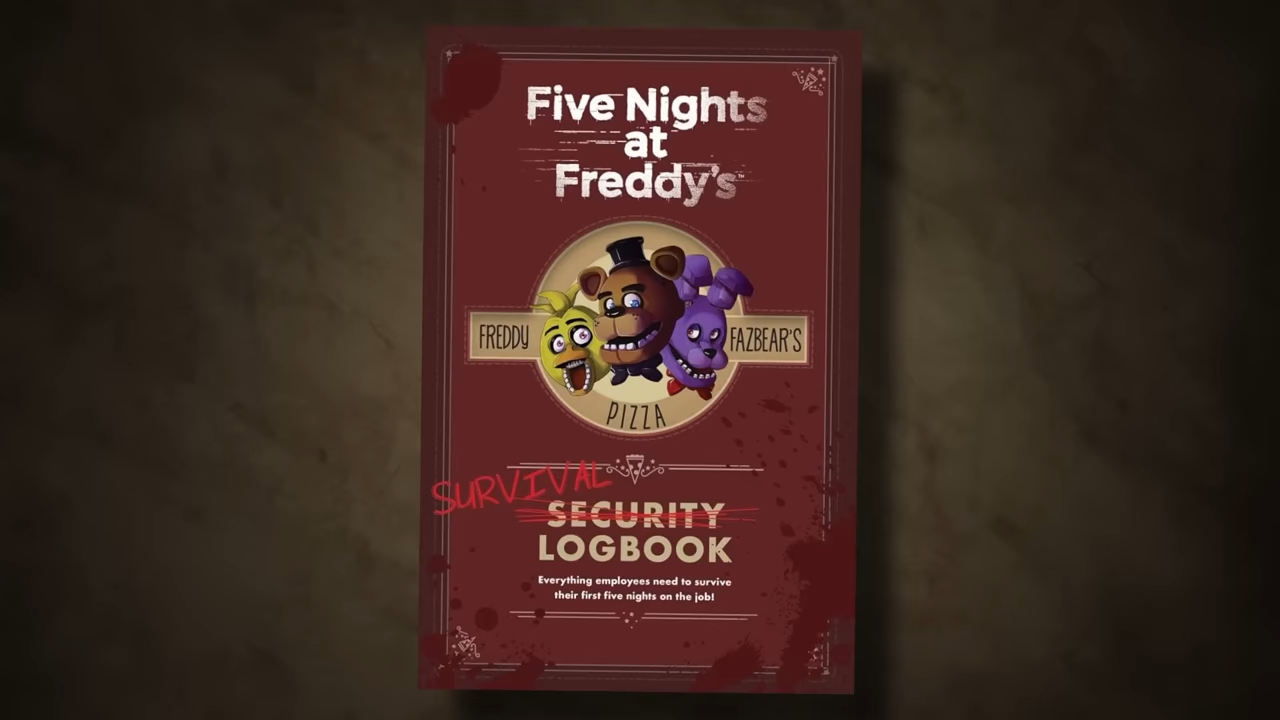 Five Nights
at
Freddy's™
FREDDY FAZBEAR'S
PIZZA
SURVIVAL
SECURITY
LOGBOOK
Everything employees need to survive
their first five nights on the job!